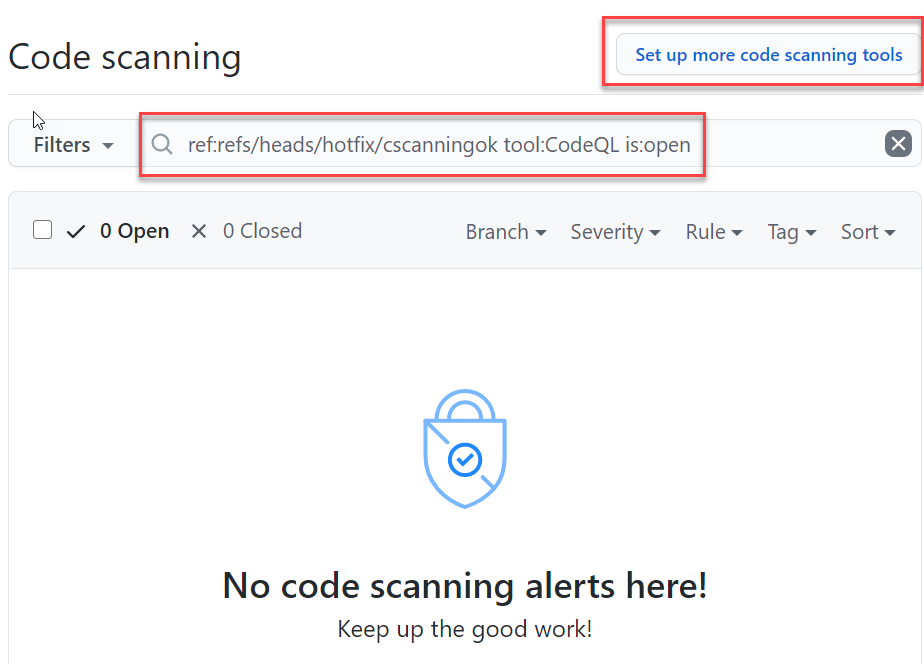 Code scanning
Set up more code scanning tools
Filters
ref:refs/heads/hotfix/cscanningok tool:CodeQL is:open
0 Open 0 Closed Branch Severity Rule Tag Sort
No code scanning alerts here!
Keep up the good work!